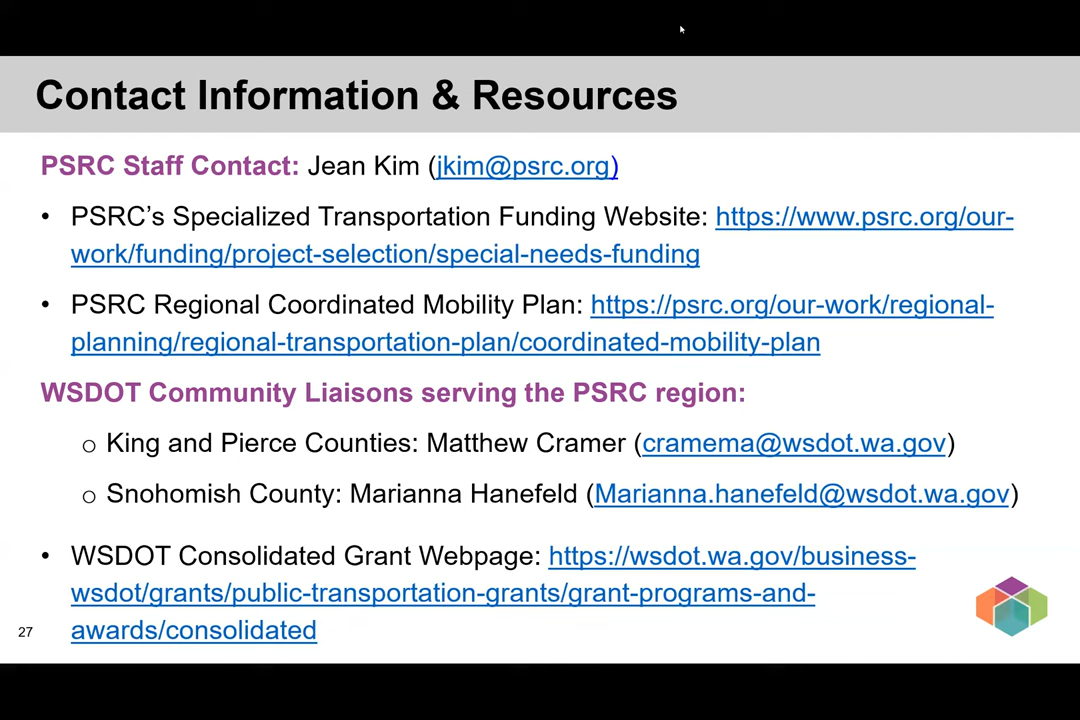 Contact Information & Resources
PSRC Staff Contact: Jean Kim (jkim@psrc.org)
• PSRC’s Specialized Transportation Funding Website: https://www.psrc.org/our-
work/funding/project-selection/special-needs-funding
• PSRC Regional Coordinated Mobility Plan: https://psrc.org/our-work/regional-
planning/regional-transportation-plan/coordinated-mobility-plan
WSDOT Community Liaisons serving the PSRC region:
o King and Pierce Counties: Matthew Cramer (cramema@wsdot.wa.gov)
o Snohomish County: Marianna Hanefeld (Marianna.hanefeld@wsdot.wa.gov)
• WSDOT Consolidated Grant Webpage: https://wsdot.wa.gov/business-
wsdot/grants/public-transportation-grants/grant-programs-and-
awards/consolidated
27